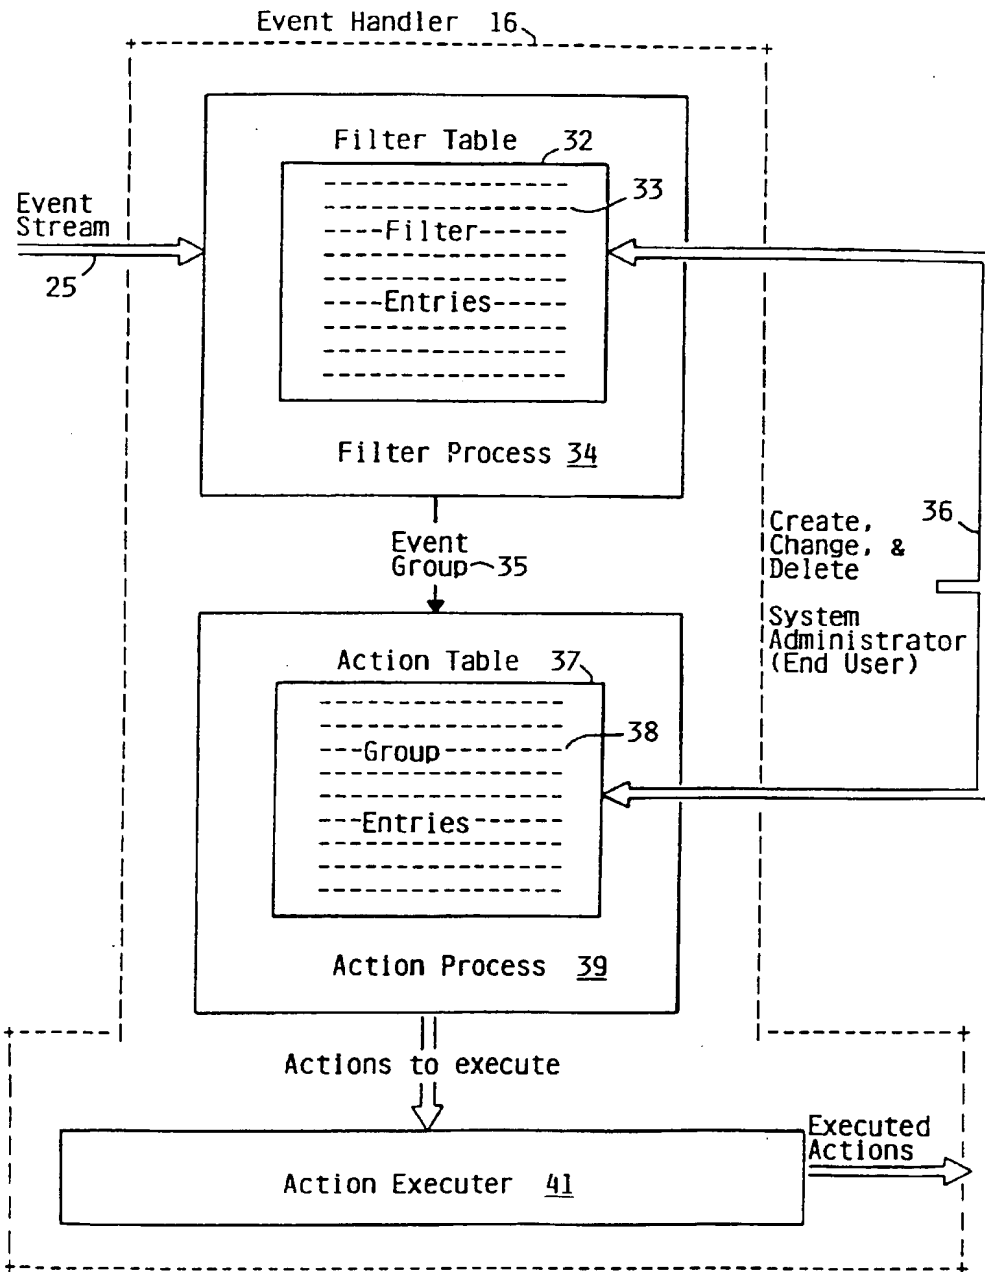 Event Handler 16
Filter Table 32
33
Filter
Entries
Event
Stream
25
Filter Process 34
Event
Group 35
Create,
Change, &
Delete
36
System
Administrator
(End User)
Action Table 37
Group 38
Entries
Action Process 39
Actions to execute
Executed
Actions
Action Executer 41